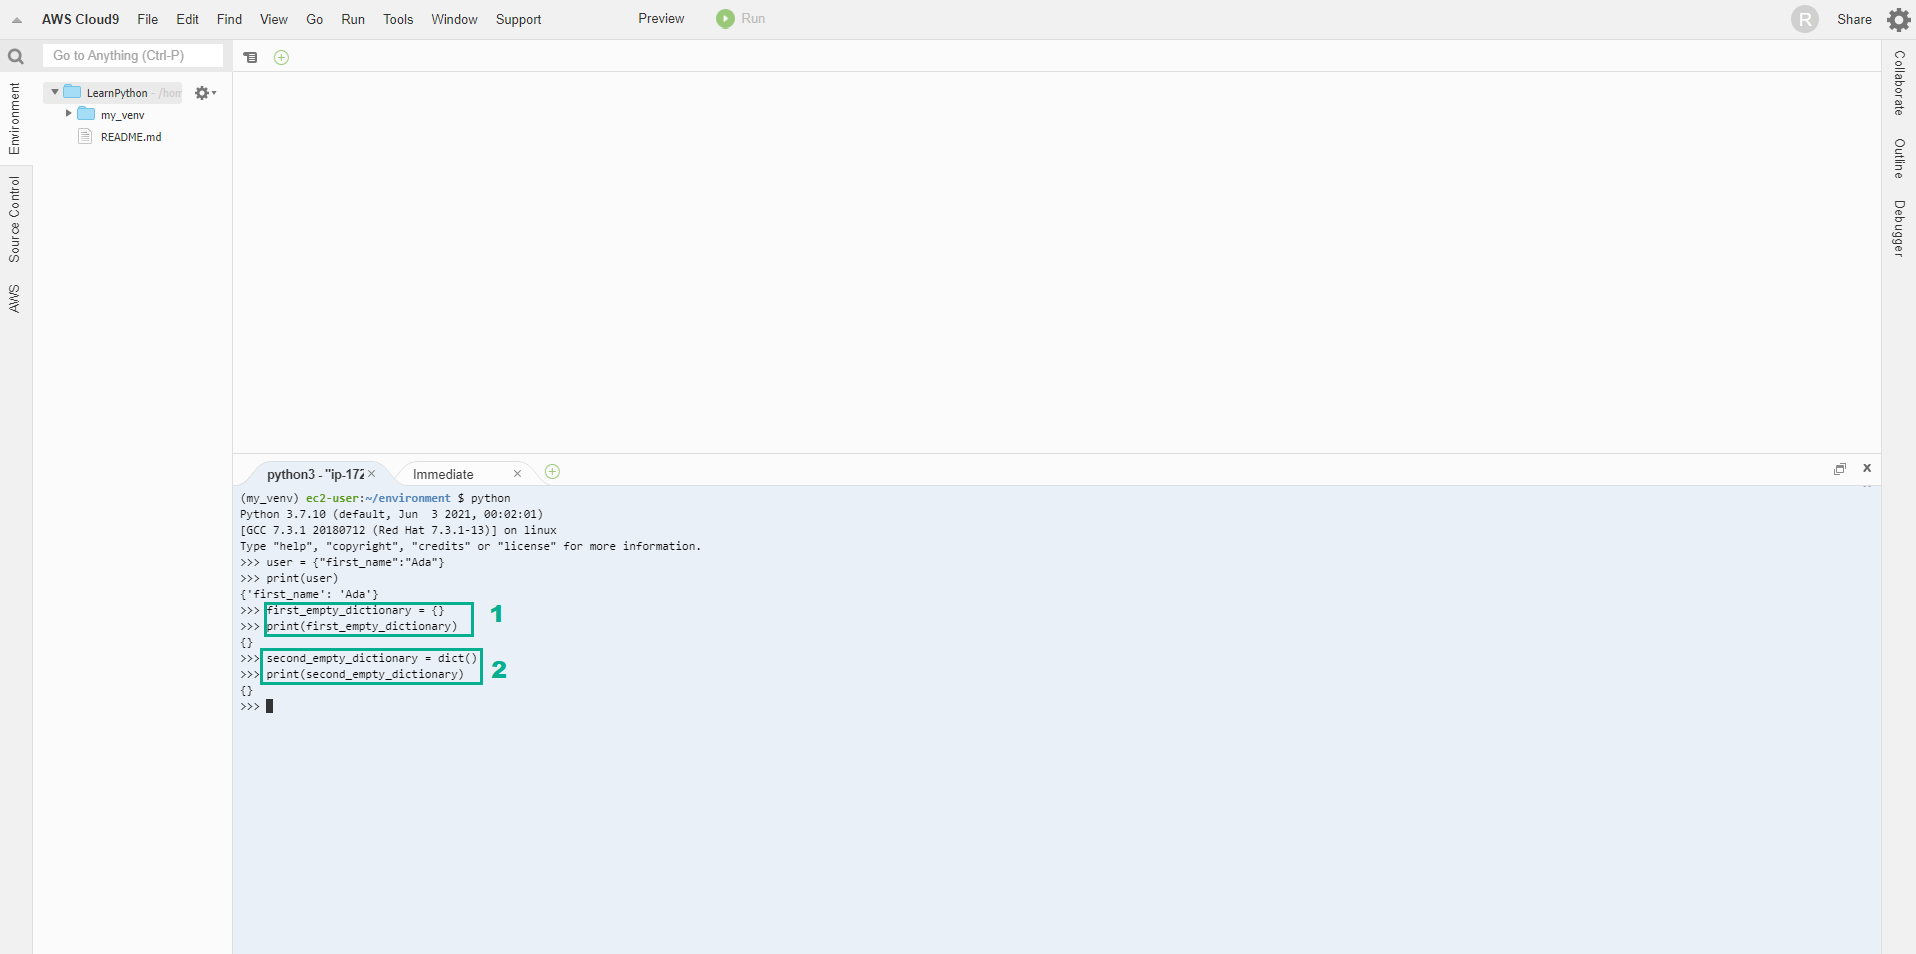 AWS Cloud9 File Edit Find View Go Run Tools Window Support Preview Run R Share
Go to Anything (Ctrl-P)
Environment
Source Control
AWS
LearnPython - /hom
my_venv
README.md
Collaborate
Outline
Debugger
python3 - "ip-172 × Immediate ×
(my_venv) ec2-user:~/environment $ python
Python 3.7.10 (default, Jun  3 2021, 00:02:01)
[GCC 7.3.1 20180712 (Red Hat 7.3.1-13)] on linux
Type "help", "copyright", "credits" or "license" for more information.
>>> user = {"first_name":"Ada"}
>>> print(user)
{'first_name': 'Ada'}
>>> first_empty_dictionary = {}
>>> print(first_empty_dictionary)
1
{}
>>> second_empty_dictionary = dict()
>>> print(second_empty_dictionary)
2
{}
>>>